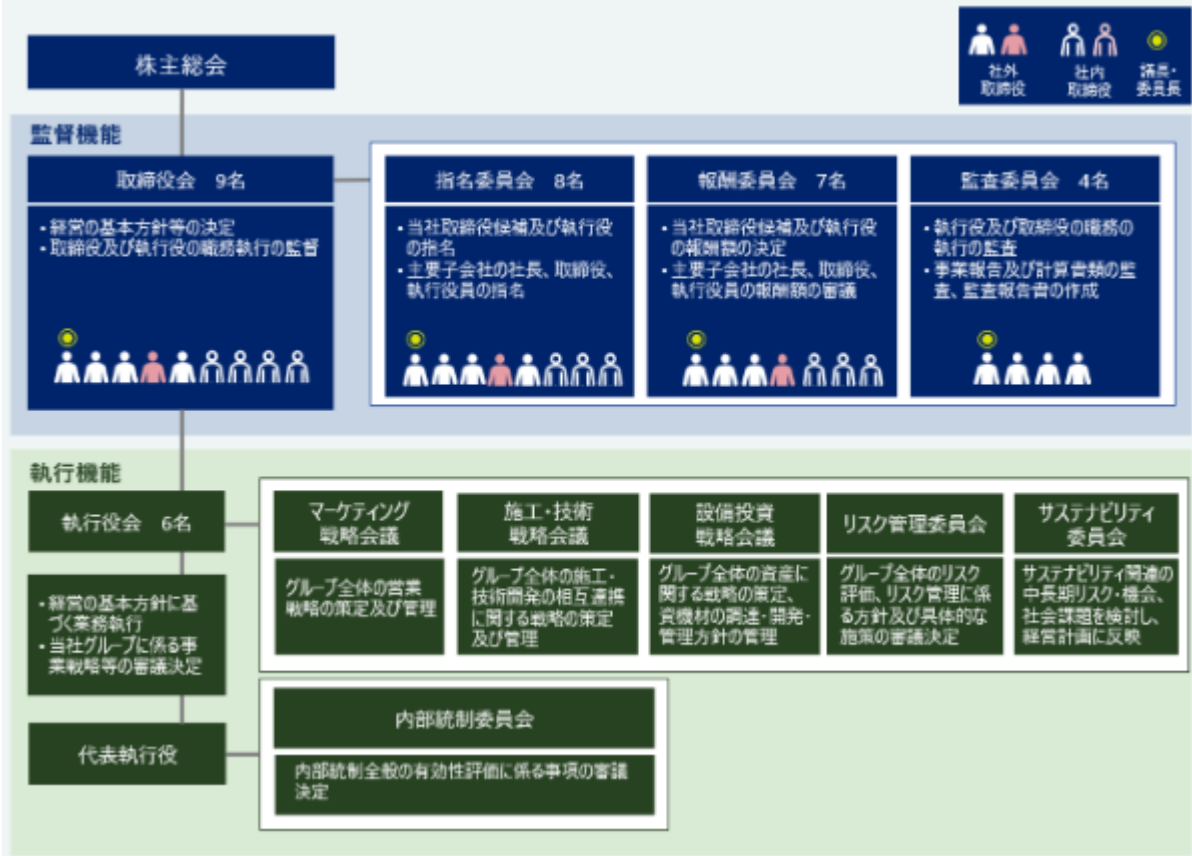 株主総会
社外
取締役
社内
取締役
議長・
委員長
監督機能
取締役会 9名
・経営の基本方針等の決定
・取締役及び執行役の職務執行の監督
指名委員会 8名
・当社取締役候補及び執行役
の指名
・主要子会社の社長、取締役、
執行役員の指名
報酬委員会 7名
・当社取締役候補及び執行役
の報酬額の決定
・主要子会社の社長、取締役、
執行役員の報酬額の審議
監査委員会 4名
・執行役及び取締役の職務の
執行の監査
・事業報告及び計算書類の監
査、監査報告書の作成
執行機能
執行役会 6名
・経営の基本方針に基
づく業務執行
・当社グループに係る事
業戦略等の審議決定
マーケティング
戦略会議
グループ全体の営業
戦略の策定及び管理
施工・技術
戦略会議
グループ全体の施工・
技術開発の相互連携
に関する戦略の策定
及び管理
設備投資
戦略会議
グループ全体の資産に
関する戦略の策定、
資機材の調達・開発・
管理方針の管理
リスク管理委員会
グループ全体のリスク
評価、リスク管理に係
る方針及び具体的な
施策の審議決定
サステナビリティ
委員会
サステナビリティ関連の
中長期リスク・機会、
社会課題を検討し、
経営計画に反映
代表執行役
内部統制委員会
内部統制全般の有効性評価に係る事項の審議
決定